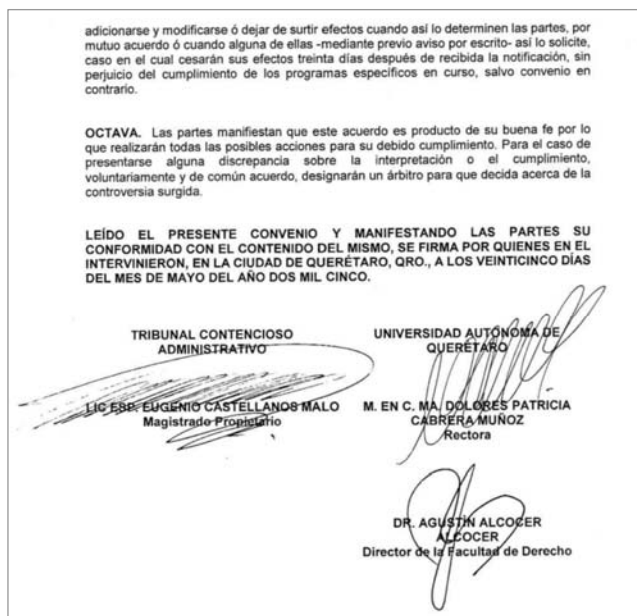 adicionarse y modificarse ó dejar de surtir efectos cuando así lo determinen las partes, por
mutuo acuerdo ó cuando alguna de ellas -mediante previo aviso por escrito- así lo solicite,
caso en el cual cesarán sus efectos treinta días después de recibida la notificación, sin
perjuicio del cumplimiento de los programas específicos en curso, salvo convenio en
contrario.
OCTAVA. Las partes manifiestan que este acuerdo es producto de su buena fe por lo
que realizarán todas las posibles acciones para su debido cumplimiento. Para el caso de
presentarse alguna discrepancia sobre la interpretación o el cumplimiento,
voluntariamente y de común acuerdo, designarán un árbitro para que decida acerca de la
controversia surgida.
LEÍDO EL PRESENTE CONVENIO Y MANIFESTANDO LAS PARTES SU
CONFORMIDAD CON EL CONTENIDO DEL MISMO, SE FIRMA POR QUIENES EN EL
INTERVINIERON, EN LA CIUDAD DE QUERÉTARO, QRO., A LOS VEINTICINCO DÍAS
DEL MES DE MAYO DEL AÑO DOS MIL CINCO.
TRIBUNAL CONTENCIOSO
ADMINISTRATIVO
LIC ESP. EUGENIO CASTELLANOS MALO
Magistrado Propietario
UNIVERSIDAD AUTÓNOMA DE
QUERÉTARO
M. EN C. MA. DOLORES PATRICIA
CABRERA MUÑOZ
Rectora
DR. AGUSTÍN ALCOCER
ALCOCER
Director de la Facultad de Derecho